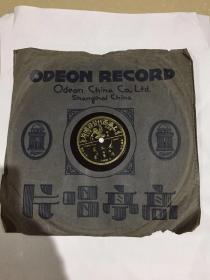 ODEON RECORD
Odeon China Co., Ltd.
Shanghai China
片唱亭高